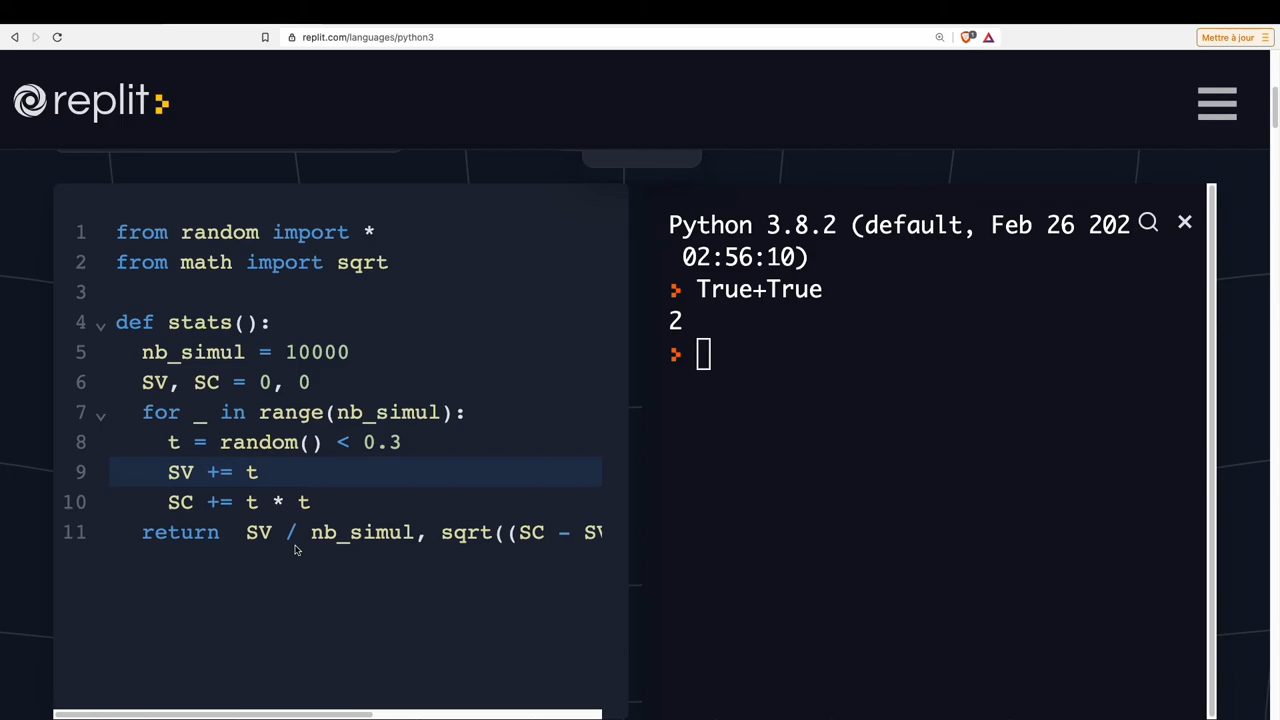 replit.com/languages/python3
1
Mettre à jour
replit
1 from random import *
2 from math import sqrt
3
4 def stats():
5 nb_simul = 10000
6 SV, SC = 0, 0
7 for _ in range(nb_simul):
8 t = random() < 0.3
9 SV += t
10 SC += t * t
11 return SV / nb_simul, sqrt((SC - SV
Python 3.8.2 (default, Feb 26 202
02:56:10)
True+True
2